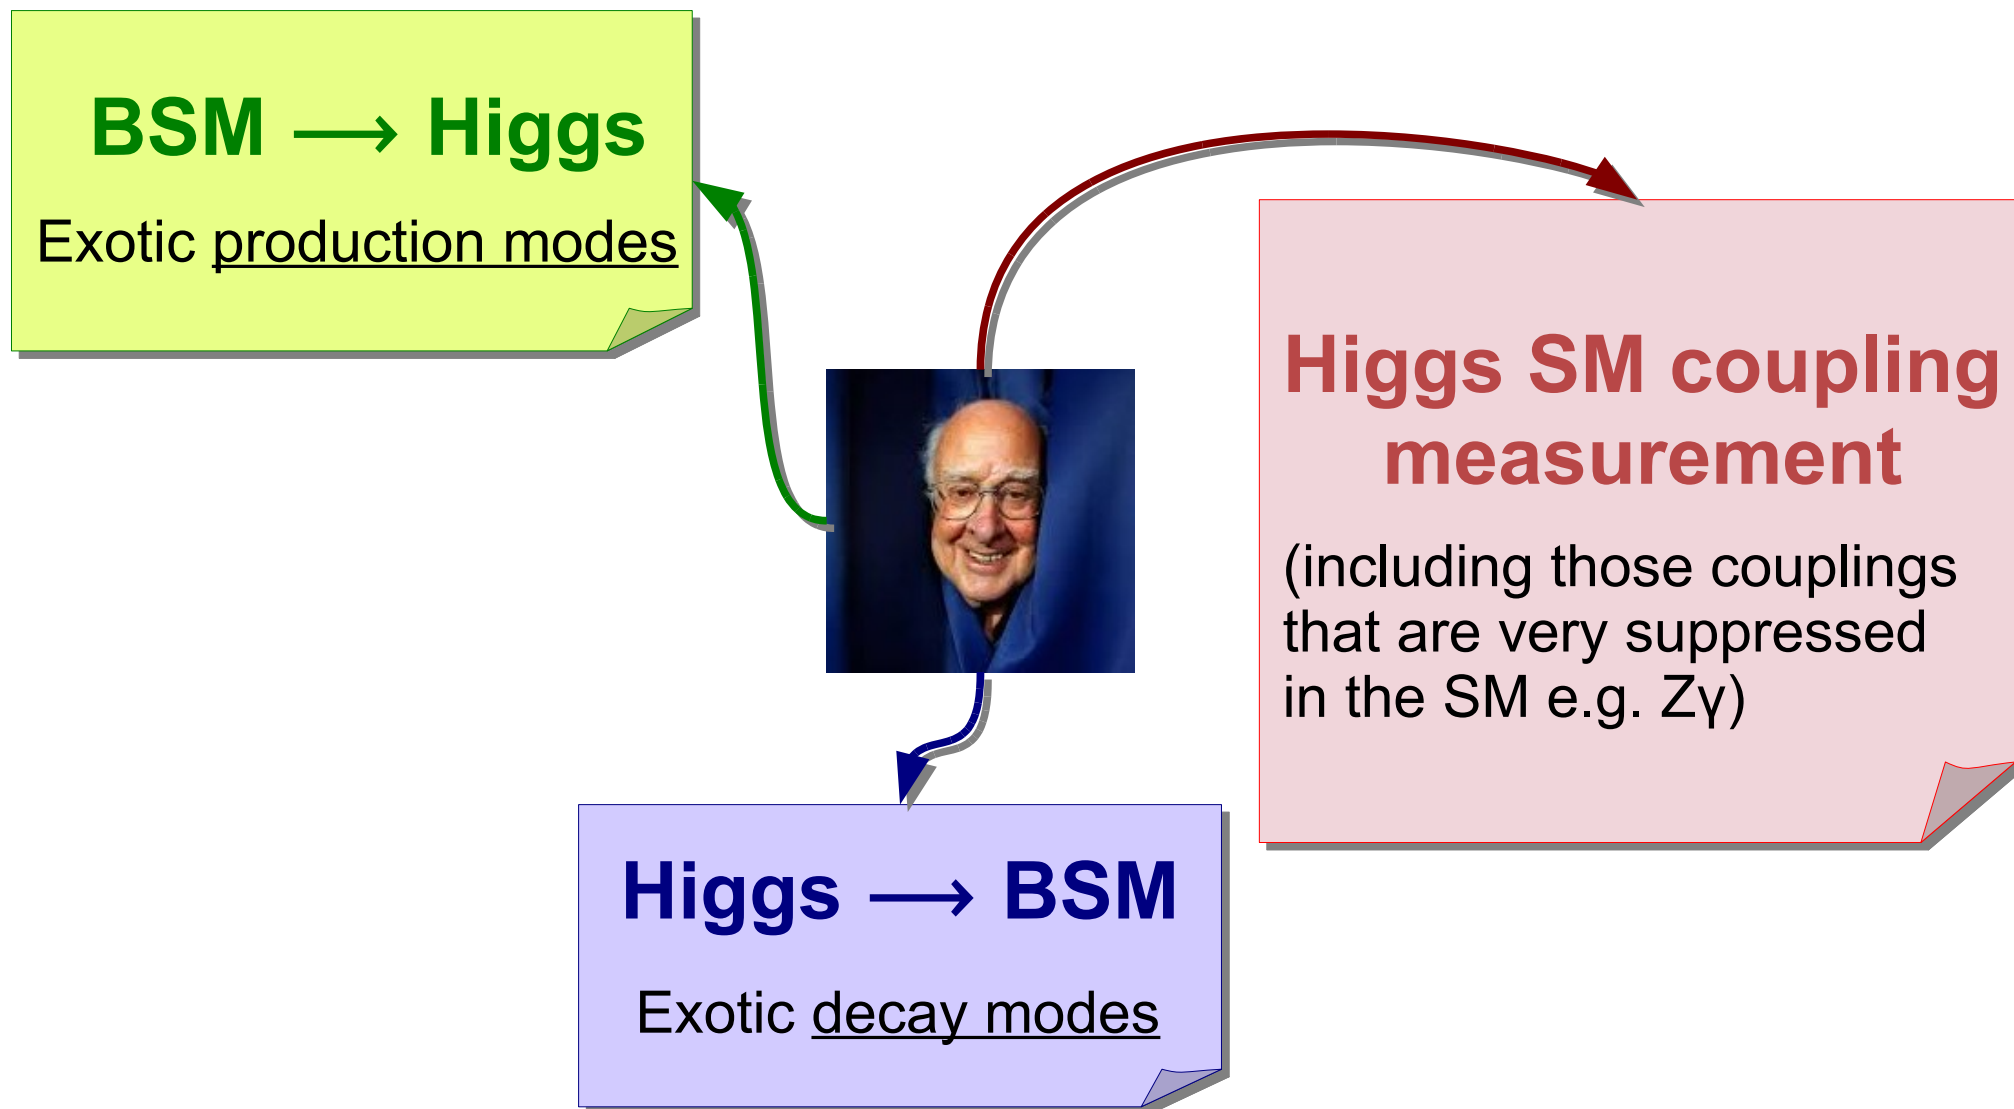 BSM ⟶ Higgs
Exotic production modes
Higgs SM coupling
measurement
(including those couplings
that are very suppressed
in the SM e.g. Zγ)
Higgs ⟶ BSM
Exotic decay modes